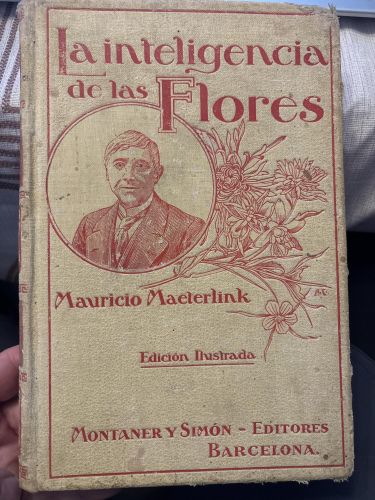 La inteligencia
de las Flores
Mauricio Maeterlink
Edición Ilustrada
MONTANER Y SIMÓN - EDITORES
BARCELONA.